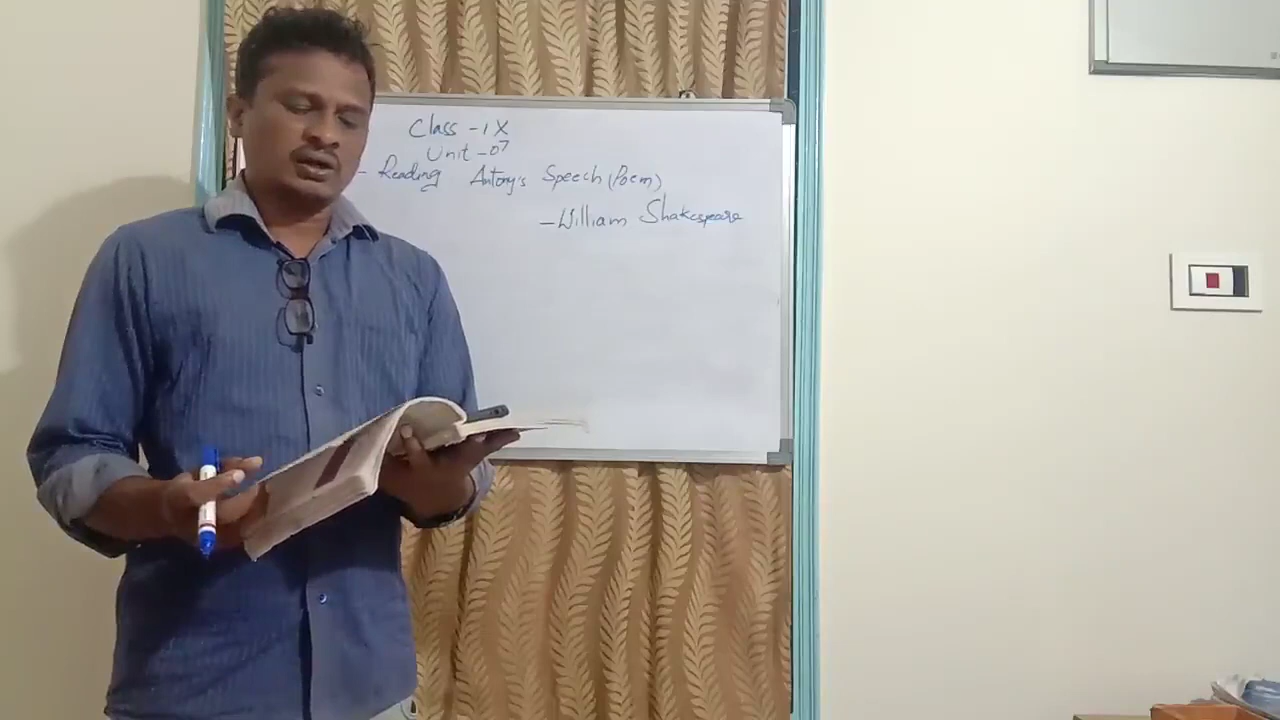 Class - IX
Unit - 07
- Reading Antony's Speech (Poem)
- William Shakespeare